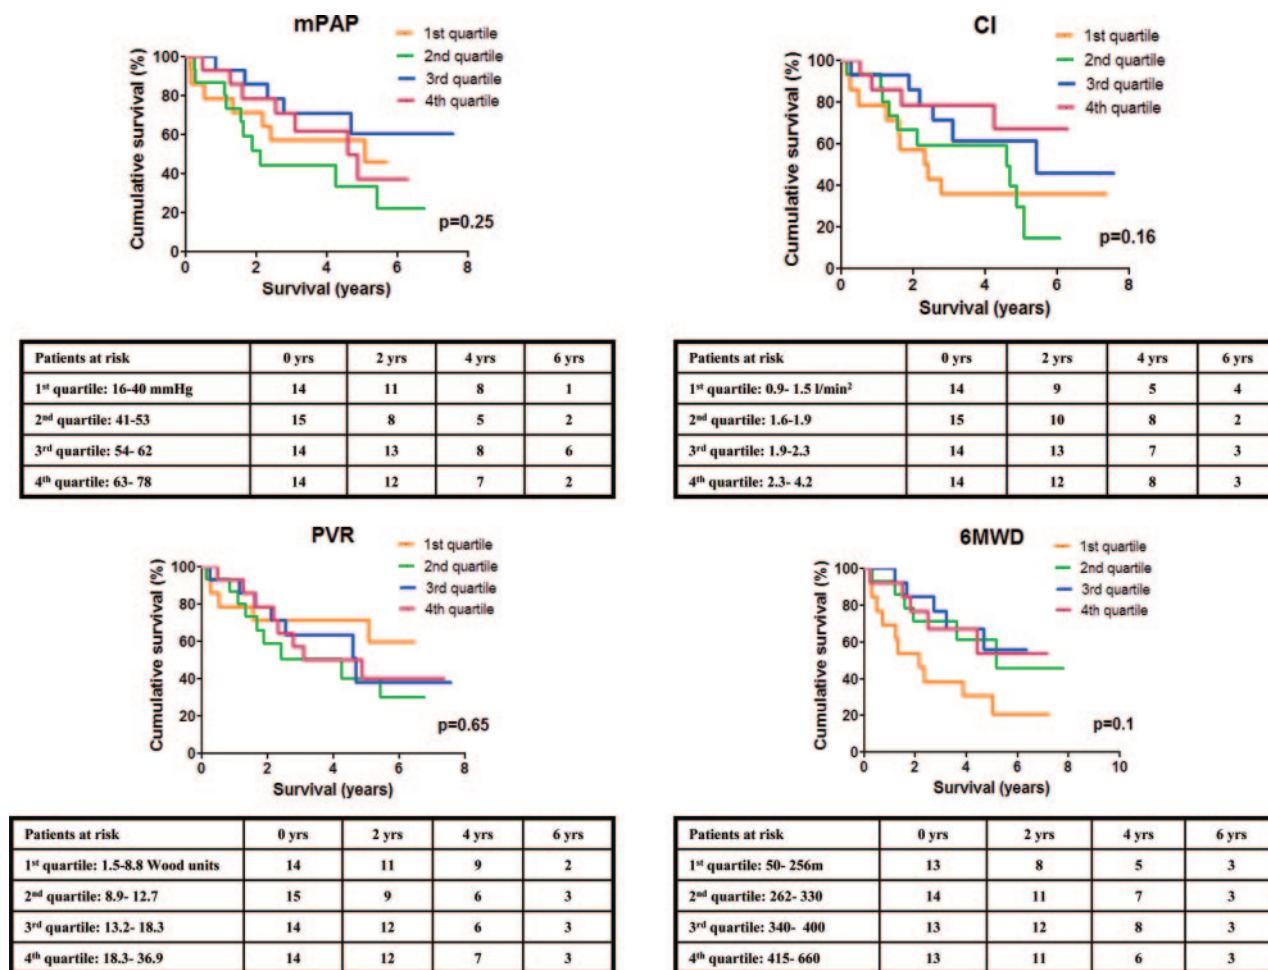 mPAP
1st quartile
2nd quartile
3rd quartile
4th quartile
Cumulative survival (%)
100
80
60
40
20
0
p=0.25
0 2 4 6 8
Survival (years)
CI
1st quartile
2nd quartile
3rd quartile
4th quartile
Cumulative survival (%)
100
80
60
40
20
0
p=0.16
0 2 4 6 8
Survival (years)
Patients at risk 0 yrs 2 yrs 4 yrs 6 yrs
1st quartile: 16-40 mmHg 14 11 8 1
2nd quartile: 41-53 15 8 5 2
3rd quartile: 54- 62 14 13 8 6
4th quartile: 63- 78 14 12 7 2
Patients at risk 0 yrs 2 yrs 4 yrs 6 yrs
1st quartile: 0.9- 1.5 l/min2 14 9 5 4
2nd quartile: 1.6-1.9 15 10 8 2
3rd quartile: 1.9-2.3 14 13 7 3
4th quartile: 2.3- 4.2 14 12 8 3
PVR
1st quartile
2nd quartile
3rd quartile
4th quartile
Cumulative survival (%)
100
80
60
40
20
0
p=0.65
0 2 4 6 8
Survival (years)
6MWD
1st quartile
2nd quartile
3rd quartile
4th quartile
Cumulative survival (%)
100
80
60
40
20
0
p=0.1
0 2 4 6 8 10
Survival (years)
Patients at risk 0 yrs 2 yrs 4 yrs 6 yrs
1st quartile: 1.5-8.8 Wood units 14 11 9 2
2nd quartile: 8.9- 12.7 15 9 6 3
3rd quartile: 13.2- 18.3 14 12 6 3
4th quartile: 18.3- 36.9 14 12 7 3
Patients at risk 0 yrs 2 yrs 4 yrs 6 yrs
1st quartile: 50- 256m 13 8 5 3
2nd quartile: 262- 330 14 11 7 3
3rd quartile: 340- 400 13 12 8 3
4th quartile: 415- 660 13 11 6 3